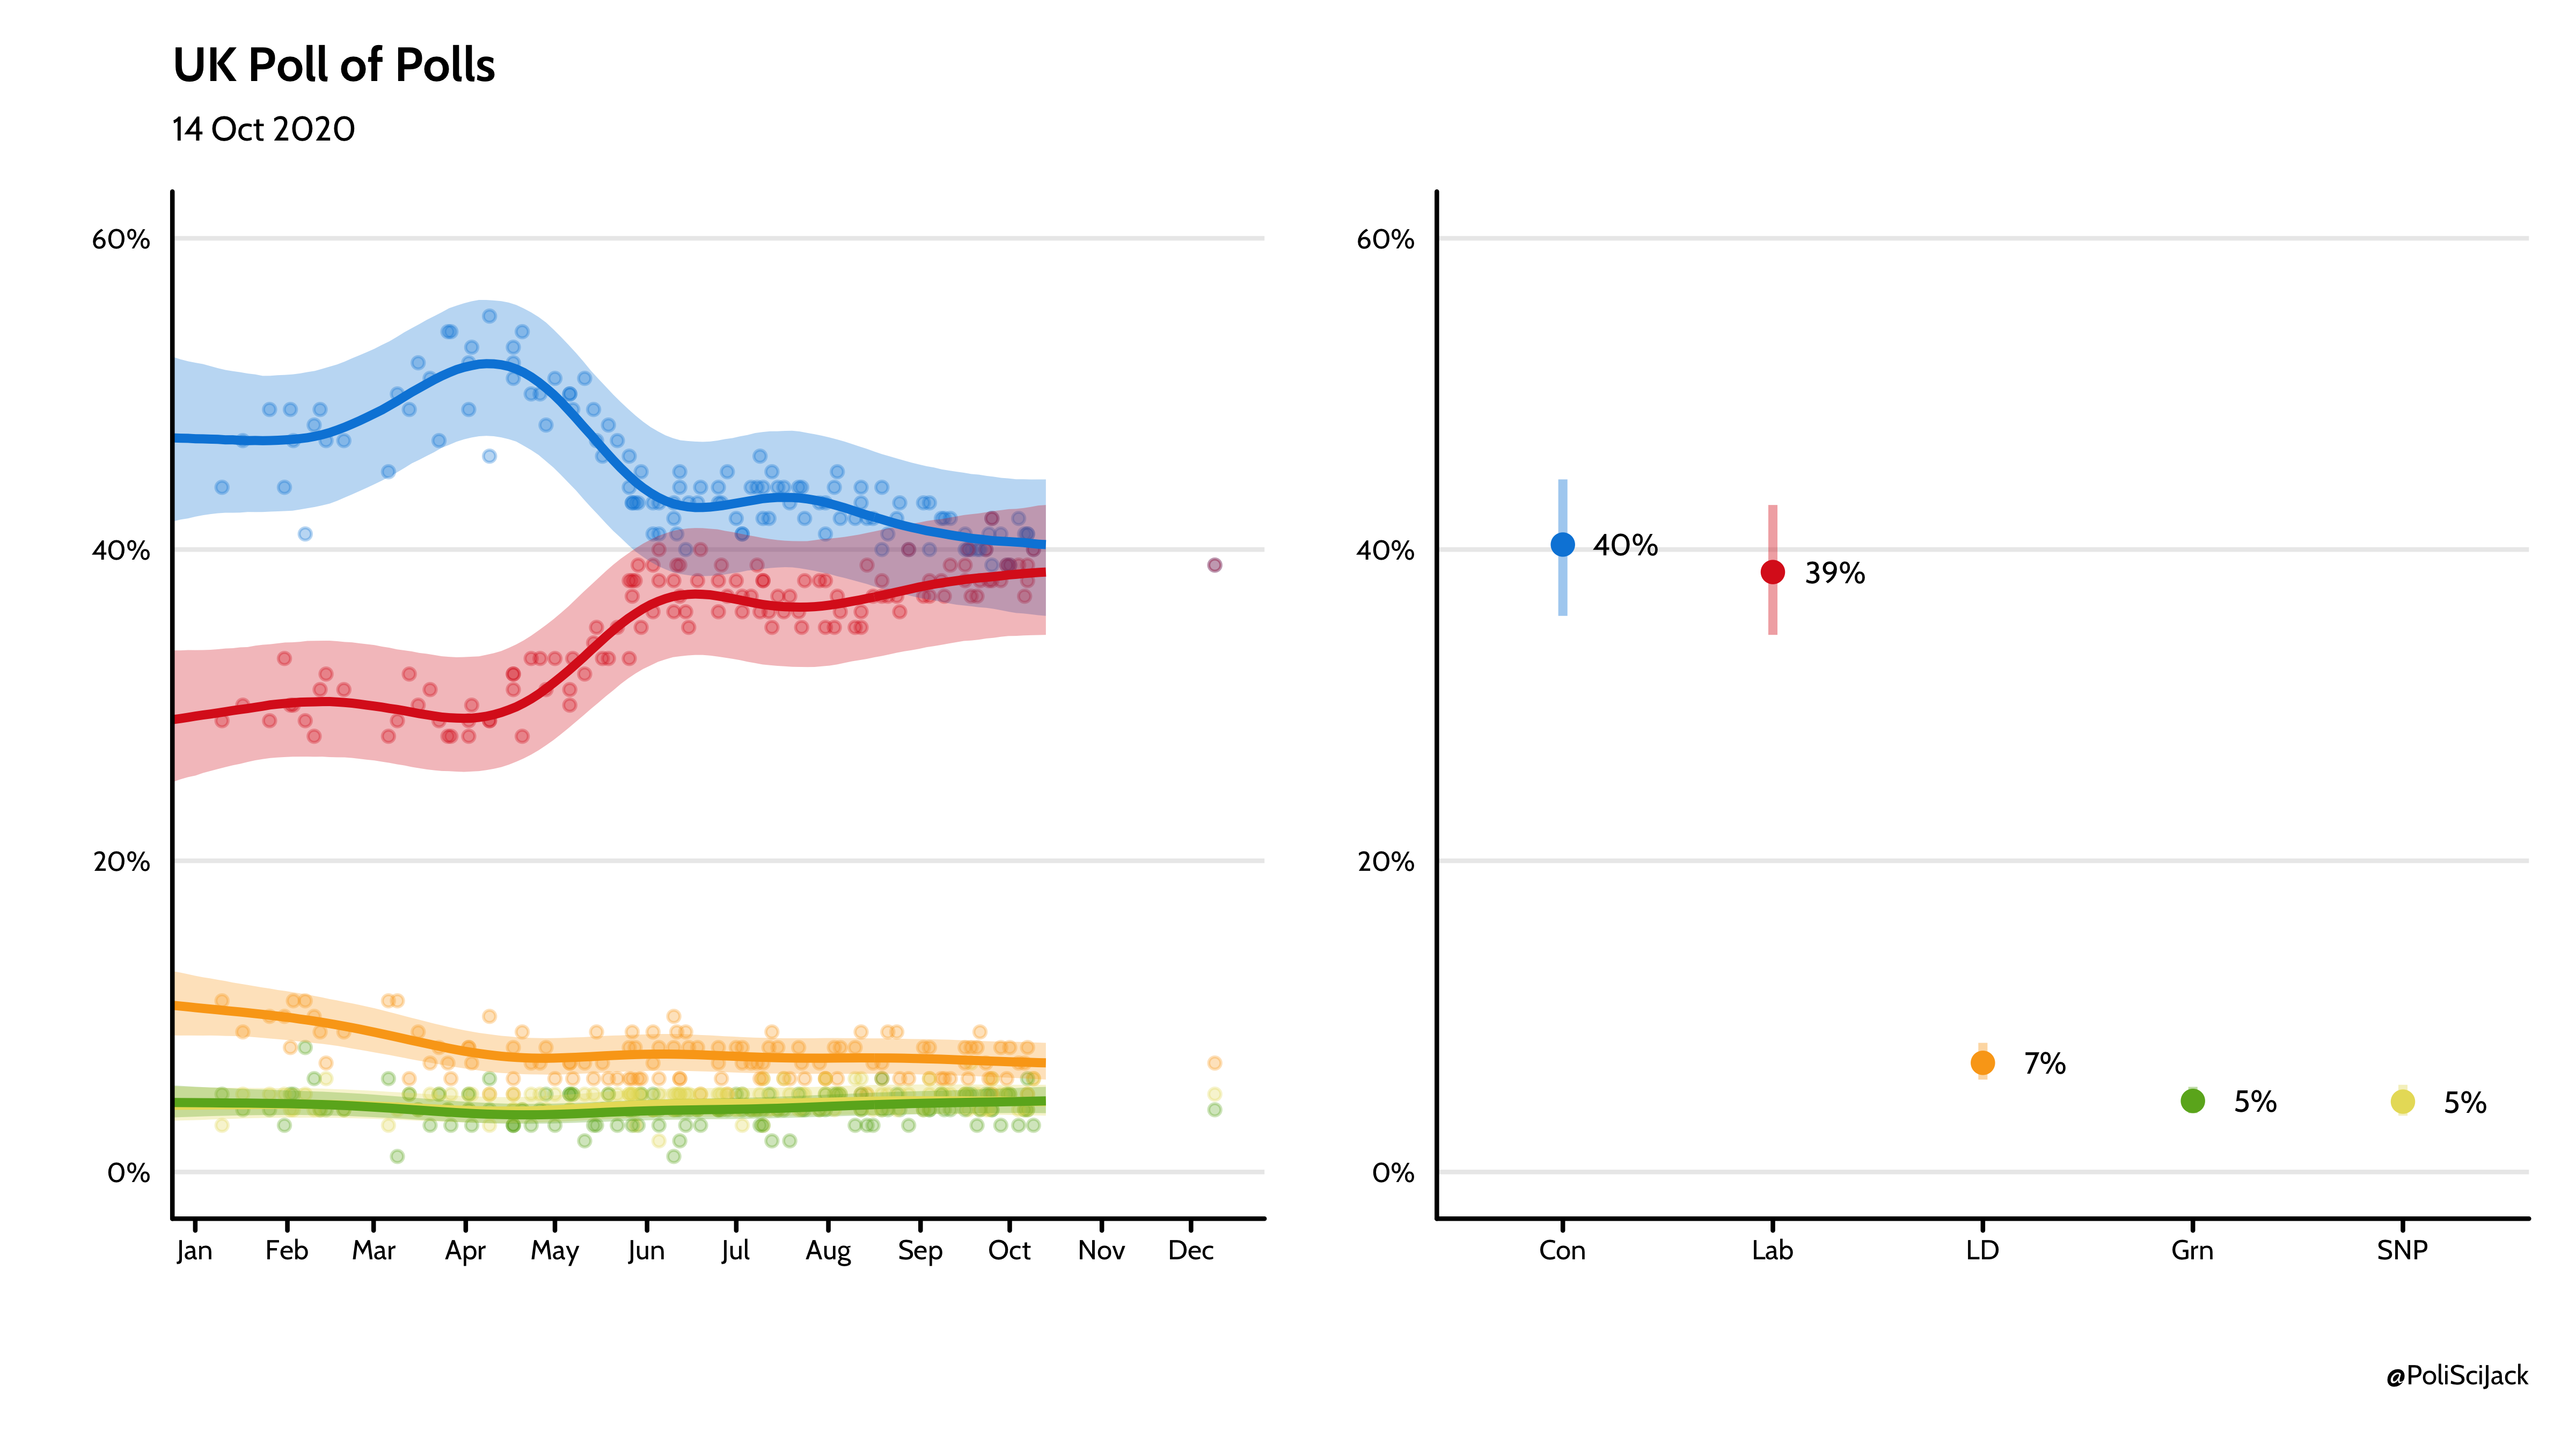 UK Poll of Polls
14 Oct 2020
60%
40%
20%
0%
Jan Feb Mar Apr May Jun Jul Aug Sep Oct Nov Dec
60%
40%
20%
0%
40%
39%
7%
5%
5%
Con Lab LD Grn SNP
@PoliSciJack